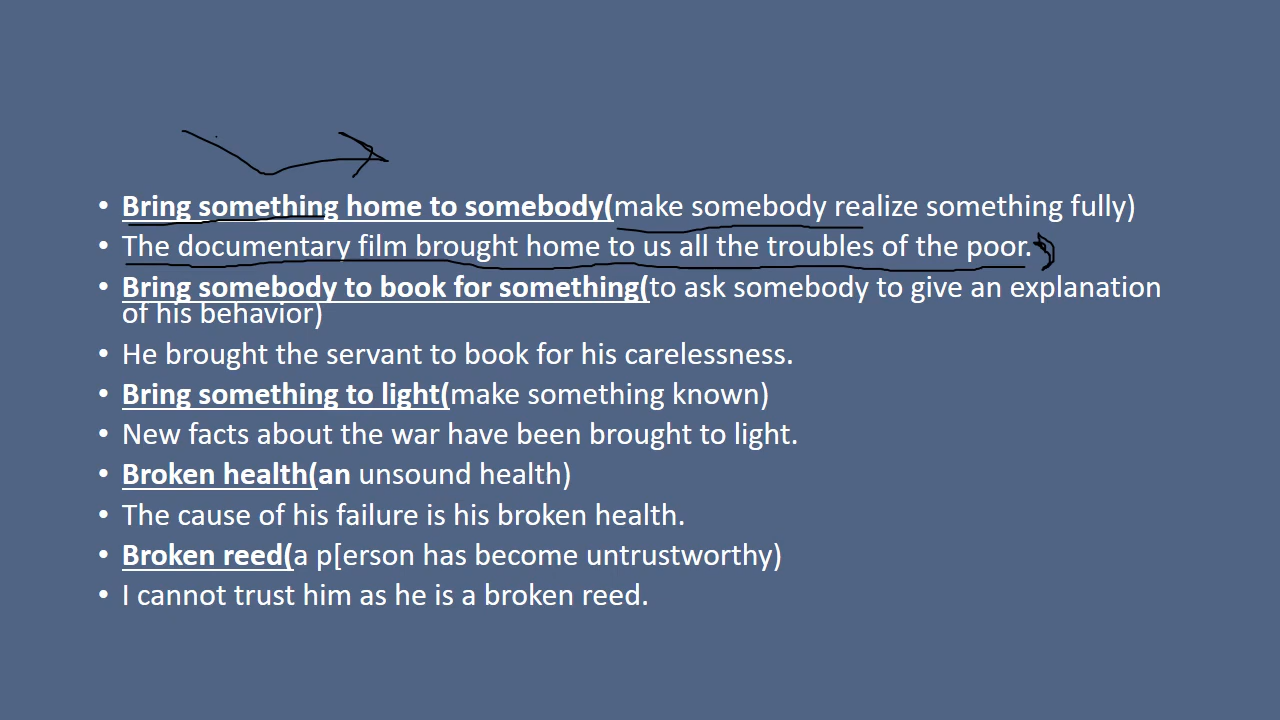 • Bring something home to somebody(make somebody realize something fully)
• The documentary film brought home to us all the troubles of the poor.
• Bring somebody to book for something(to ask somebody to give an explanation
of his behavior)
• He brought the servant to book for his carelessness.
• Bring something to light(make something known)
• New facts about the war have been brought to light.
• Broken health(an unsound health)
• The cause of his failure is his broken health.
• Broken reed(a p[erson has become untrustworthy)
• I cannot trust him as he is a broken reed.